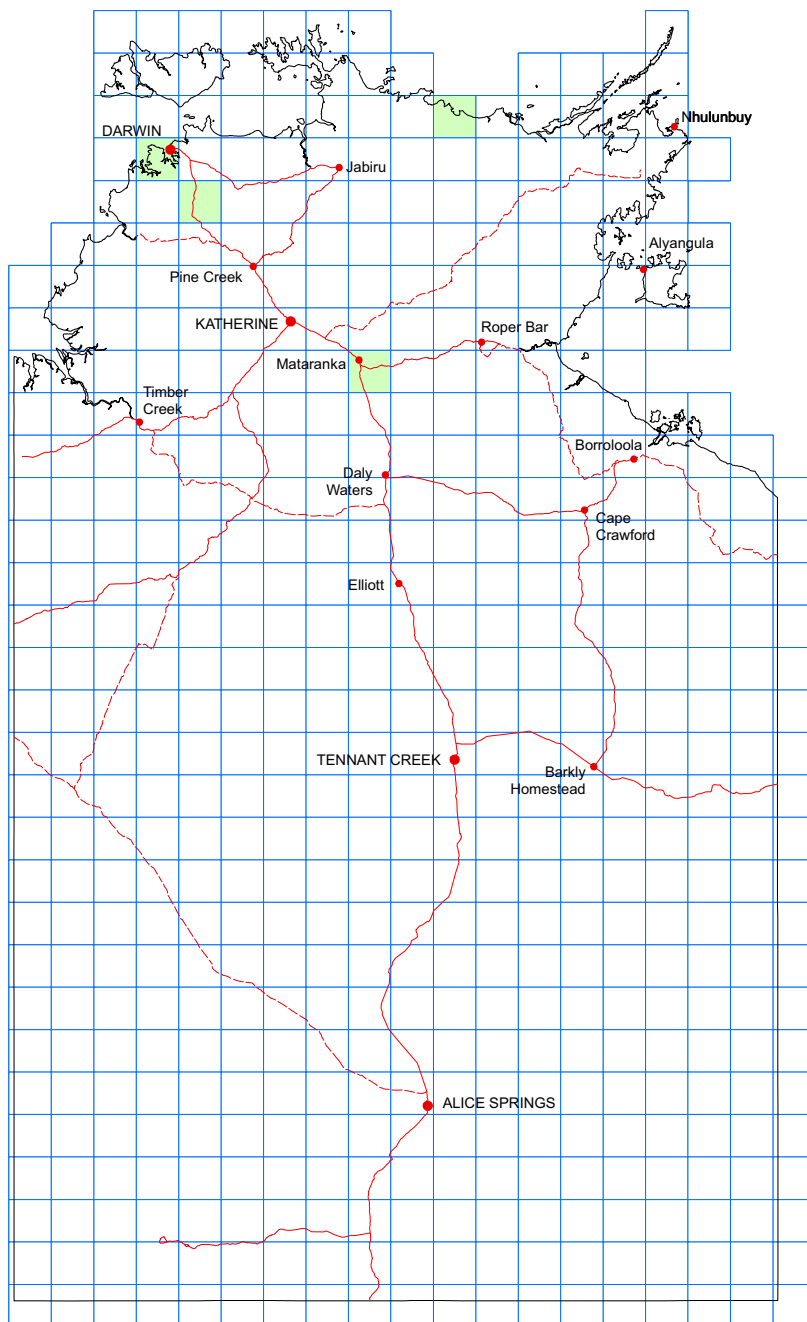 Nhulunbuy
DARWIN
Jabiru
Alyangula
Pine Creek
KATHERINE
Roper Bar
Mataranka
Timber
Creek
Borroloola
Daly
Waters
Cape
Crawford
Elliott
TENNANT CREEK
Barkly
Homestead
ALICE SPRINGS